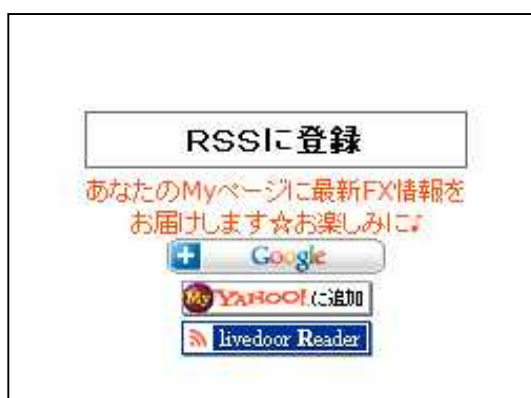 RSSに登録
あなたのMyページに最新FX情報を
お届けします☆お楽しみに♪
Google
My YAHOO!に追加
livedoor Reader